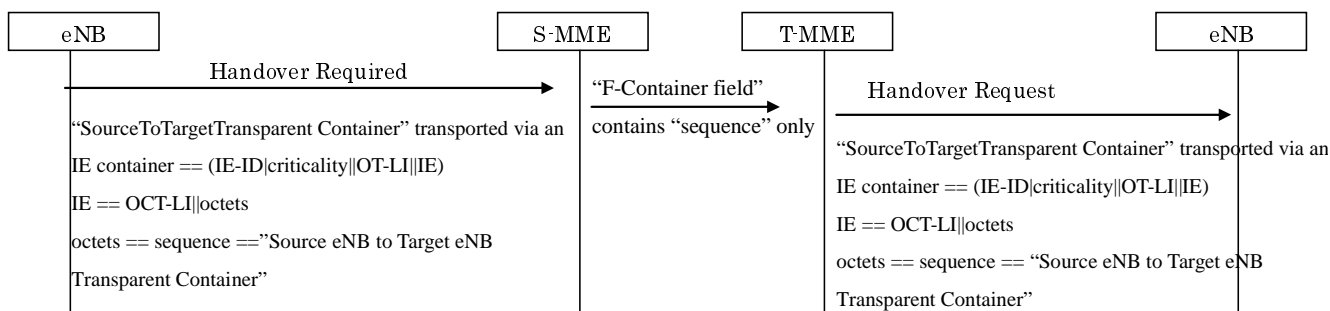 eNB
S-MME
T-MME
eNB
Handover Required
“SourceToTargetTransparent Container” transported via an
IE container == (IE-ID|criticality||OT-LI||IE)
IE == OCT-LI||octets
octets == sequence ==”Source eNB to Target eNB
Transparent Container”
“F-Container field”
contains “sequence” only
Handover Request
“SourceToTargetTransparent Container” transported via an
IE container == (IE-ID|criticality||OT-LI||IE)
IE == OCT-LI||octets
octets == sequence == “Source eNB to Target eNB
Transparent Container”